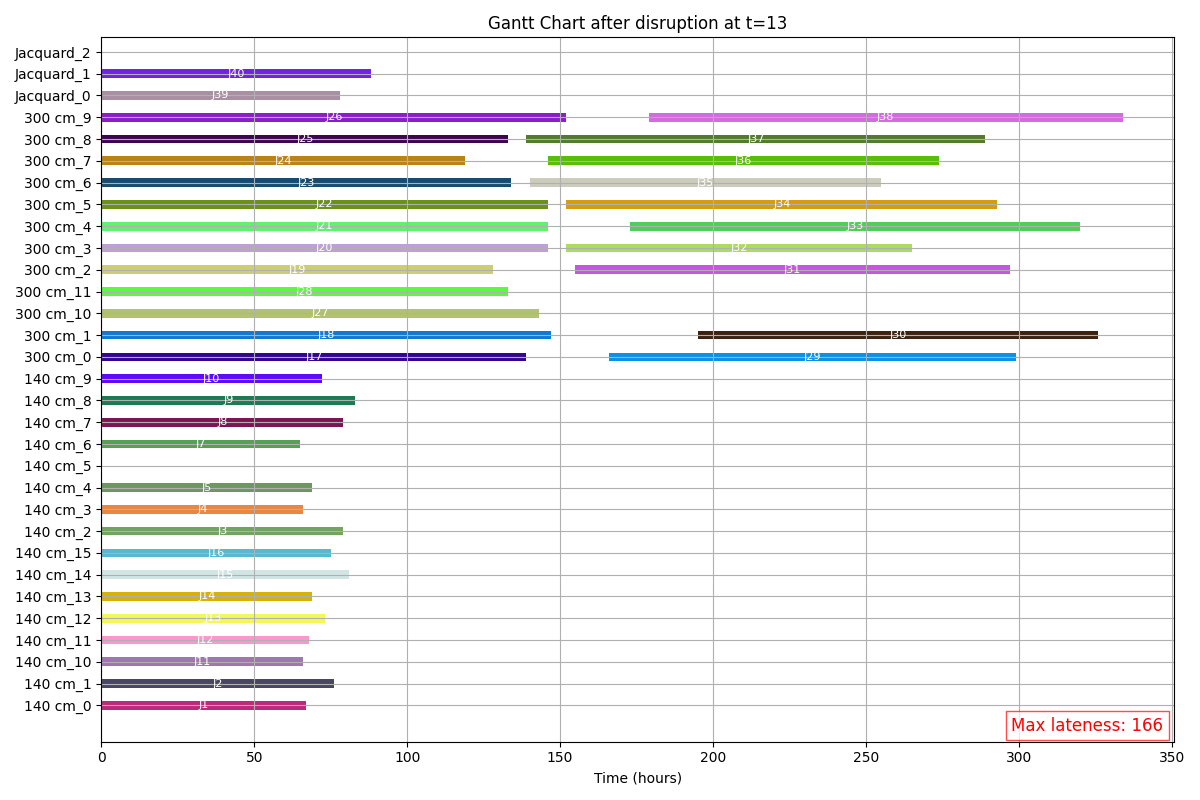 Gantt Chart after disruption at t=13
Jacquard_2
Jacquard_1 J40
Jacquard_0 J39
300 cm_9 J26 J38
300 cm_8 J25 J37
300 cm_7 J24 J36
300 cm_6 J23 J35
300 cm_5 J22 J34
300 cm_4 J21 J33
300 cm_3 J20 J32
300 cm_2 J19 J31
300 cm_11 J28
300 cm_10 J27
300 cm_1 J18 J30
300 cm_0 J17 J29
140 cm_9 J10
140 cm_8 J9
140 cm_7 J8
140 cm_6 J7
140 cm_5
140 cm_4 J5
140 cm_3 J4
140 cm_2 J3
140 cm_15 J16
140 cm_14 J15
140 cm_13 J14
140 cm_12 J13
140 cm_11 J12
140 cm_10 J11
140 cm_1 J2
140 cm_0 J1
Max lateness: 166
0 50 100 150 200 250 300 350
Time (hours)